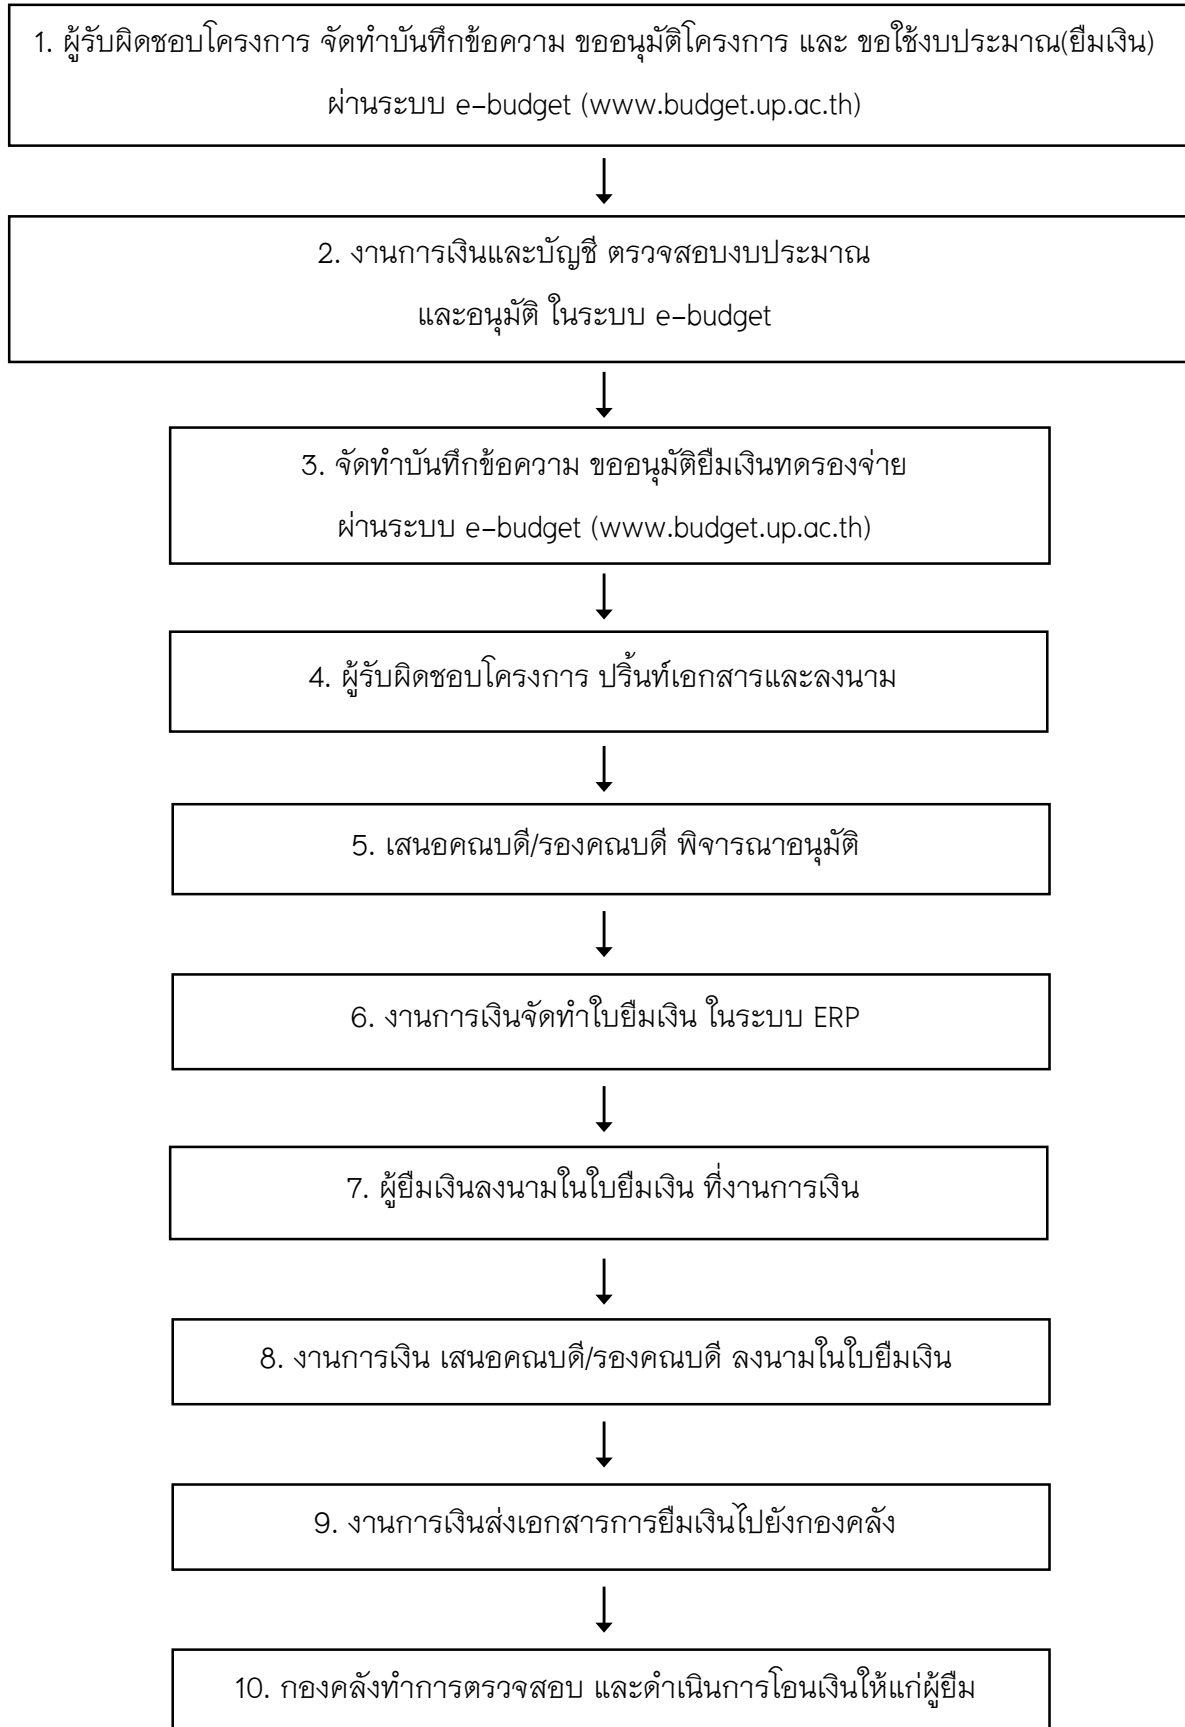 1. ผู้รับผิดชอบโครงการ จัดทำบันทึกข้อความ ขออนุมัติโครงการ และ ขอใช้งบประมาณ(ยืมเงิน)
ผ่านระบบ e-budget (www.budget.up.ac.th)
2. งานการเงินและบัญชี ตรวจสอบงบประมาณ
และอนุมัติ ในระบบ e-budget
3. จัดทำบันทึกข้อความ ขออนุมัติยืมเงินทดรองจ่าย
ผ่านระบบ e-budget (www.budget.up.ac.th)
4. ผู้รับผิดชอบโครงการ ปริ้นท์เอกสารและลงนาม
5. เสนอคณบดี/รองคณบดี พิจารณาอนุมัติ
6. งานการเงินจัดทำใบยืมเงิน ในระบบ ERP
7. ผู้ยืมเงินลงนามในใบยืมเงิน ที่งานการเงิน
8. งานการเงิน เสนอคณบดี/รองคณบดี ลงนามในใบยืมเงิน
9. งานการเงินส่งเอกสารการยืมเงินไปยังกองคลัง
10. กองคลังทำการตรวจสอบ และดำเนินการโอนเงินให้แก่ผู้ยืม